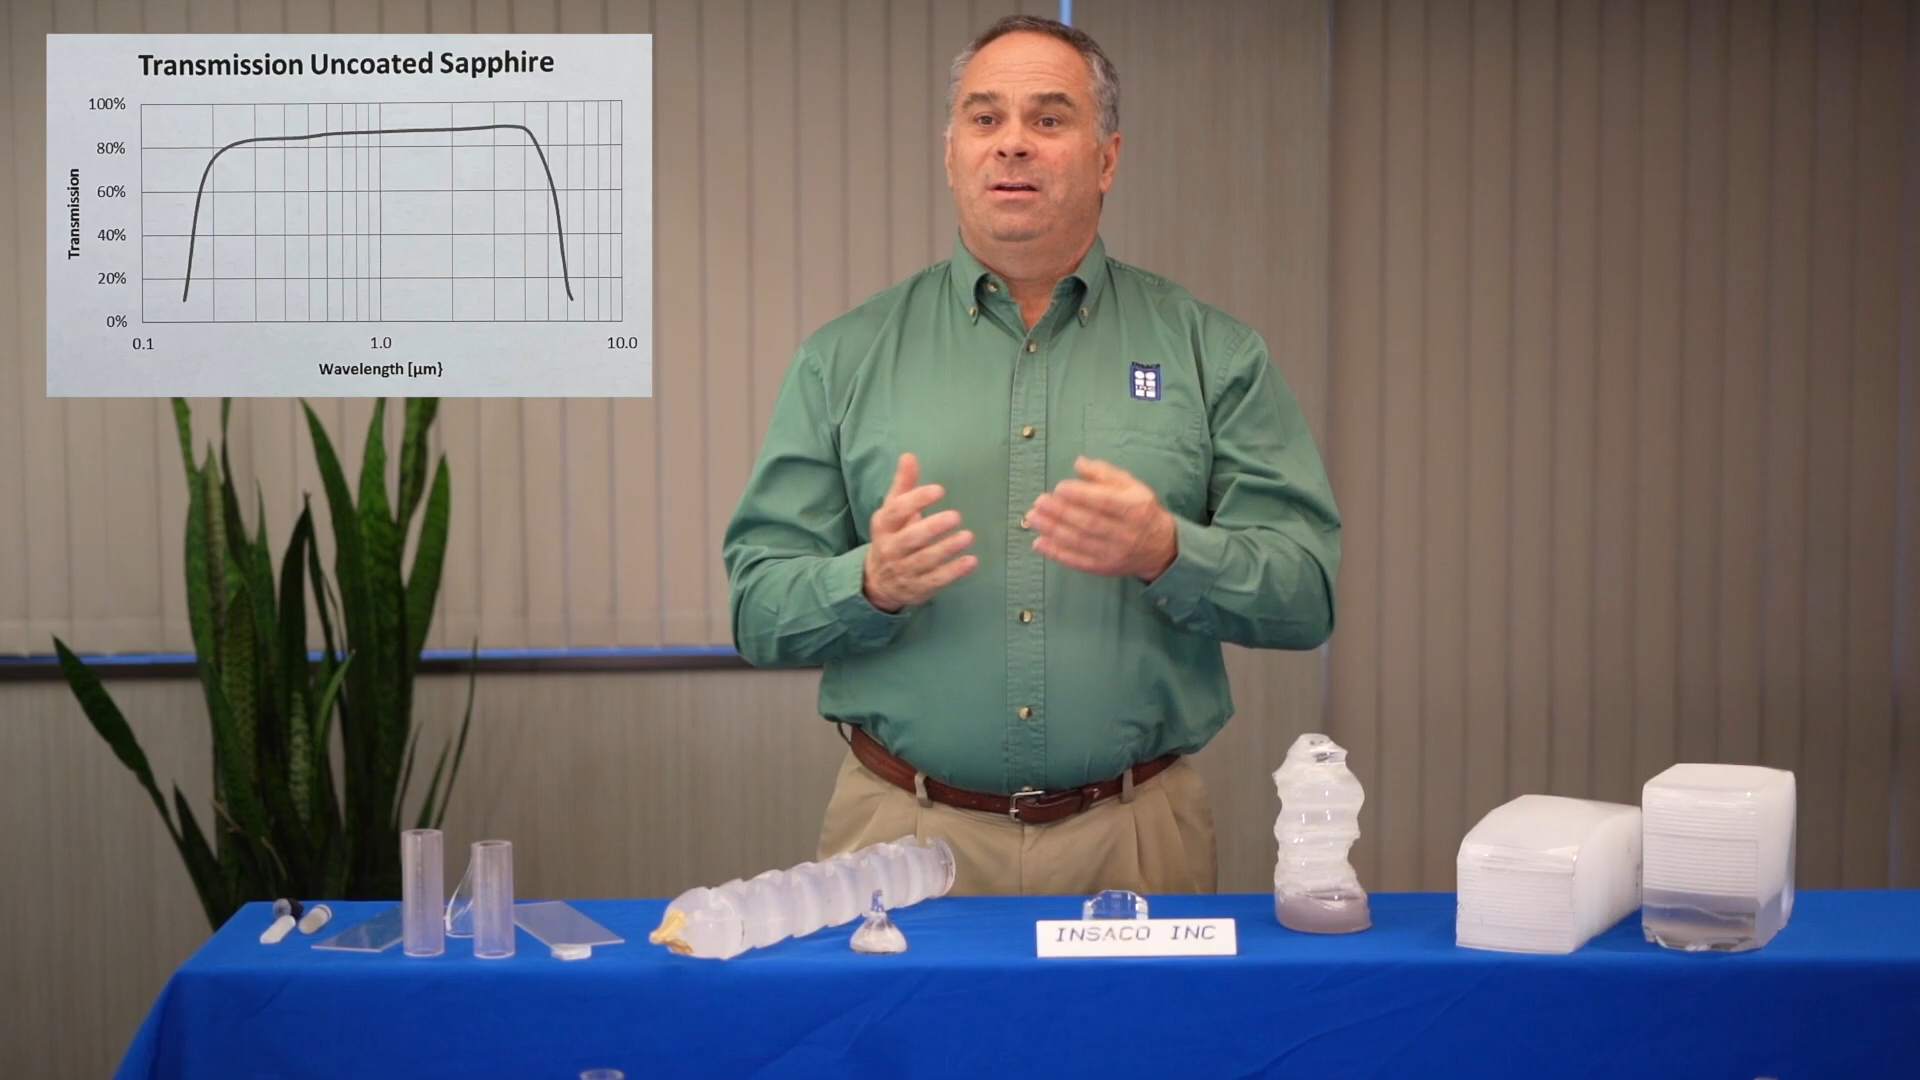 Transmission Uncoated Sapphire
100%
80%
60%
40%
20%
0%
Transmission
0.1 1.0 10.0
Wavelength [µm}
INSACO INC